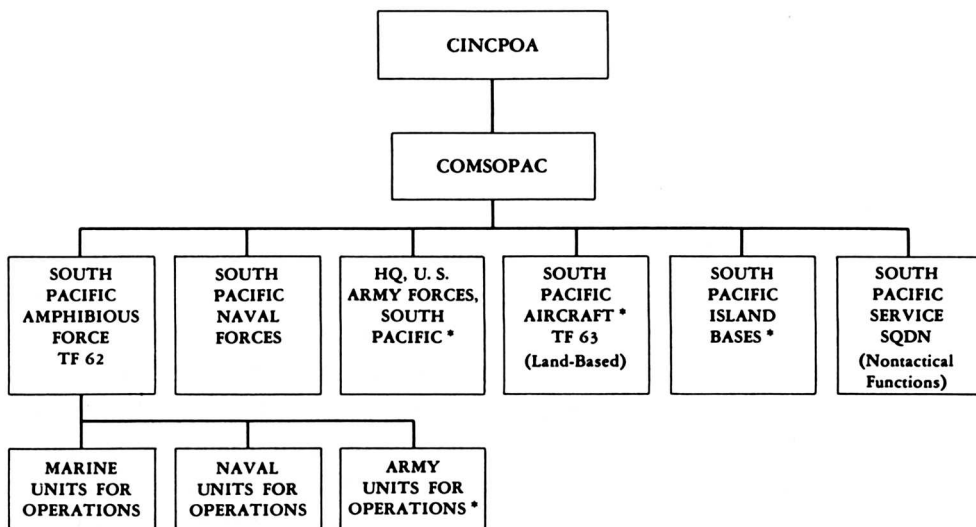 CINCPOA
COMSOPAC
SOUTH
PACIFIC
AMPHIBIOUS
FORCE
TF 62
SOUTH
PACIFIC
NAVAL
FORCES
HQ, U. S.
ARMY FORCES,
SOUTH
PACIFIC *
SOUTH
PACIFIC
AIRCRAFT *
TF 63
(Land-Based)
SOUTH
PACIFIC
ISLAND
BASES *
SOUTH
PACIFIC
SERVICE
SQDN
(Nontactical
Functions)
MARINE
UNITS FOR
OPERATIONS
NAVAL
UNITS FOR
OPERATIONS
ARMY
UNITS FOR
OPERATIONS *